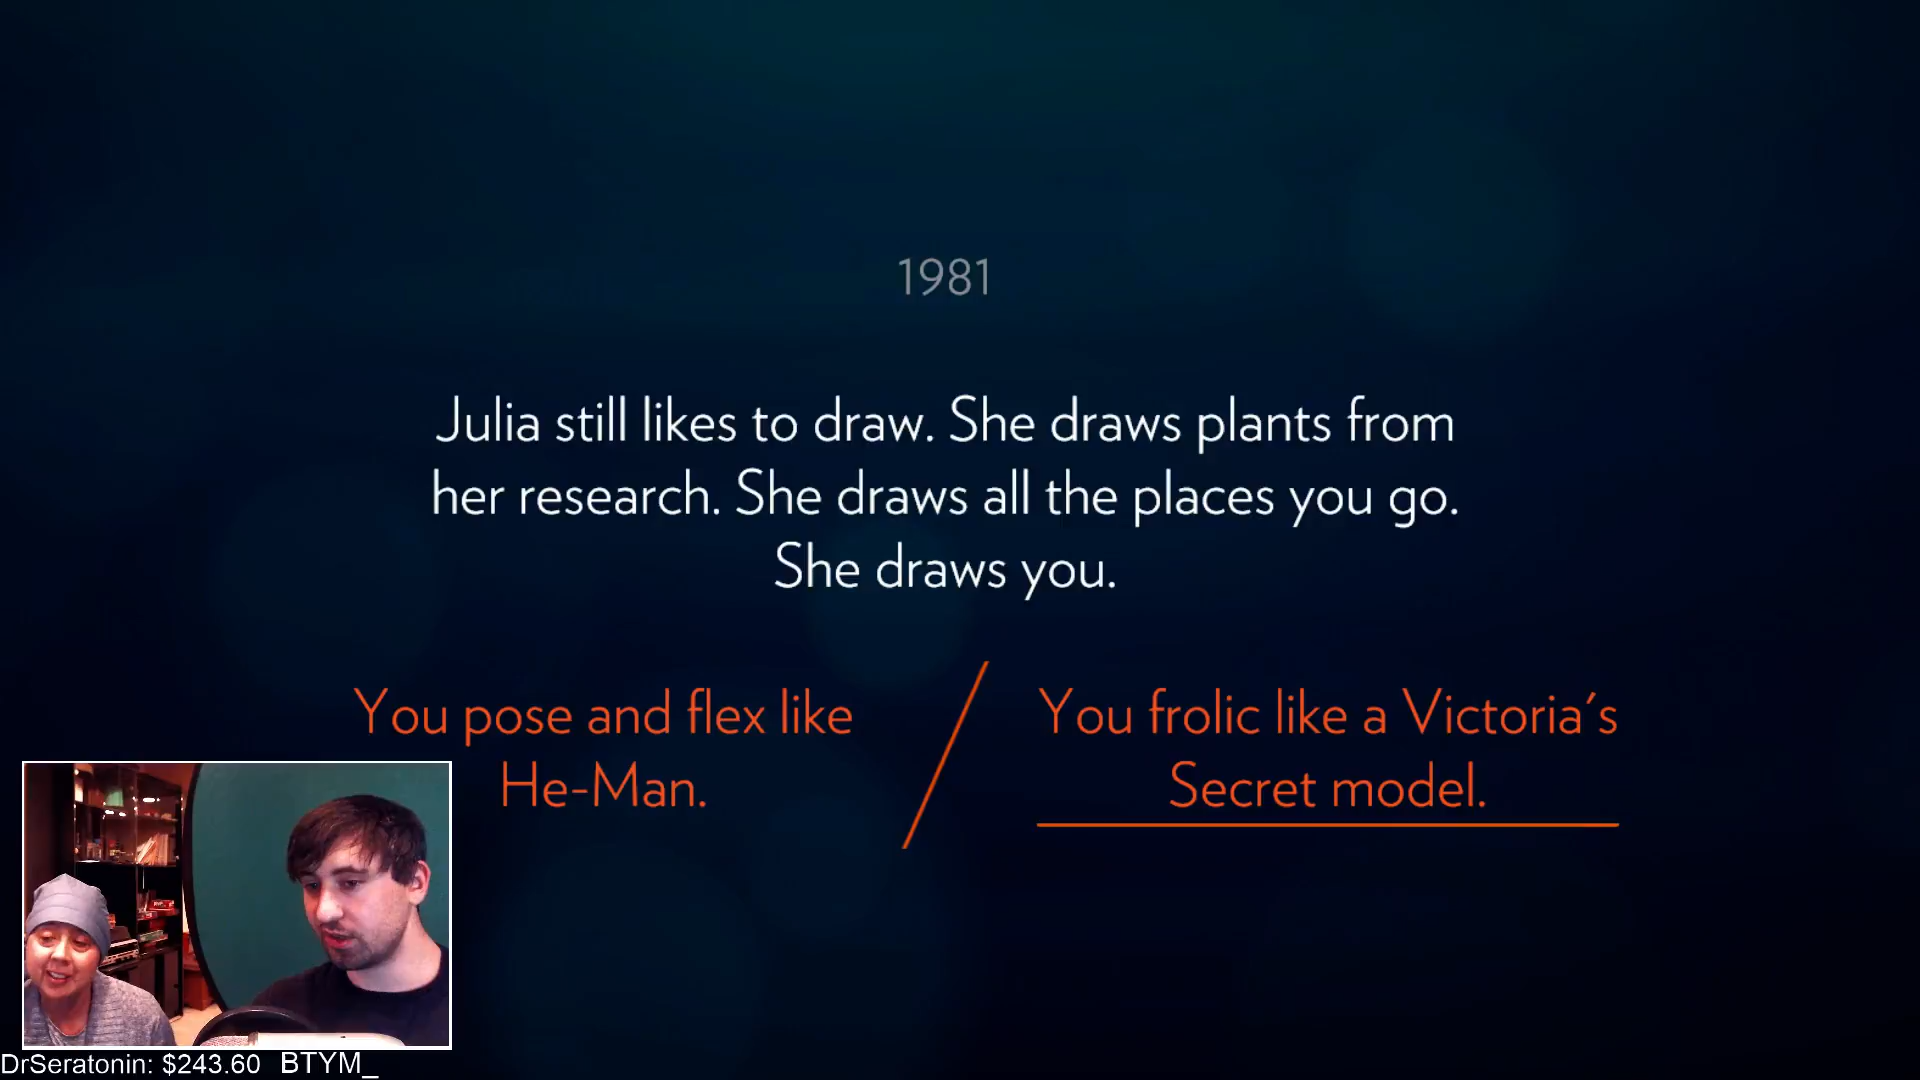 1981
Julia still likes to draw. She draws plants from
her research. She draws all the places you go.
She draws you.
You pose and flex like
He-Man.
You frolic like a Victoria's
Secret model.
DrSeratonin: $243.60 BTYM_